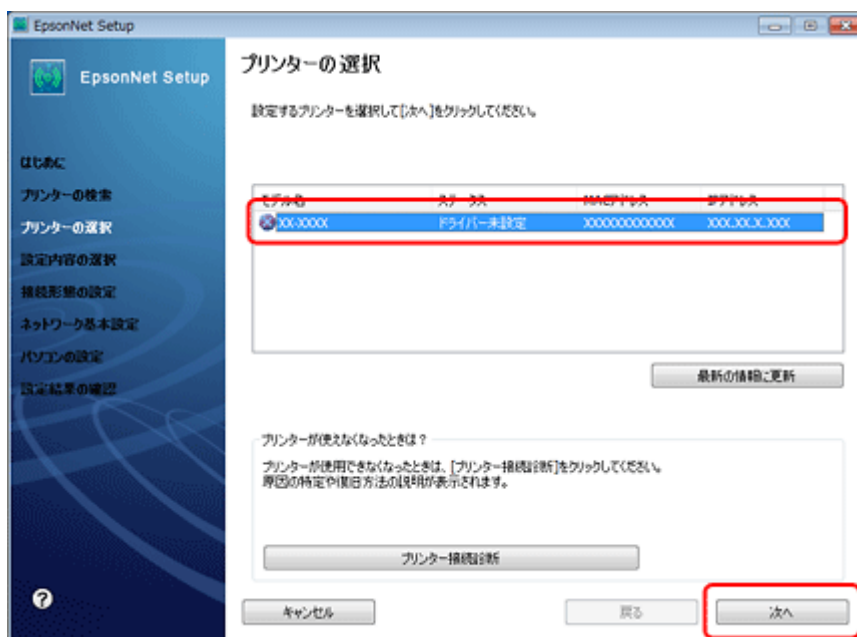 EpsonNet Setup
EpsonNet Setup
はじめに
プリンターの検索
プリンターの選択
設定内容の選択
接続形態の設定
ネットワーク基本設定
パソコンの設定
設定結果の確認
プリンターの選択
設定するプリンターを選択して[次へ]をクリックしてください。
モデル名 ステータス MACアドレス IPアドレス
XX-XXXX ドライバー未設定 XXXXXXXXXXXX XXX.XX.X.XXX
最新の情報に更新
プリンターが使えなくなったときは?
プリンターが使用できなくなったときは、[プリンター接続診断]をクリックしてください。
原因の特定や復旧方法の説明が表示されます。
プリンター接続診断
?
キャンセル 戻る 次へ